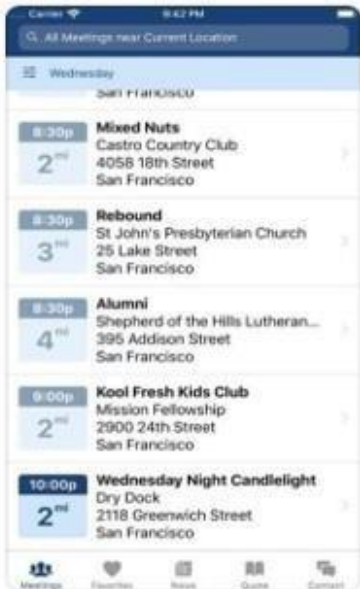 Carrier
8:42 PM
All Meetings near Current Location
Wednesday
San Francisco
8:30p
2 mi
Mixed Nuts
Castro Country Club
4058 18th Street
San Francisco
8:30p
3 mi
Rebound
St John's Presbyterian Church
25 Lake Street
San Francisco
8:30p
4 mi
Alumni
Shepherd of the Hills Lutheran...
395 Addison Street
San Francisco
9:00p
2 mi
Kool Fresh Kids Club
Mission Fellowship
2900 24th Street
San Francisco
10:00p
2 mi
Wednesday Night Candlelight
Dry Dock
2118 Greenwich Street
San Francisco
Meetings
Favorites
News
Quote
Contact